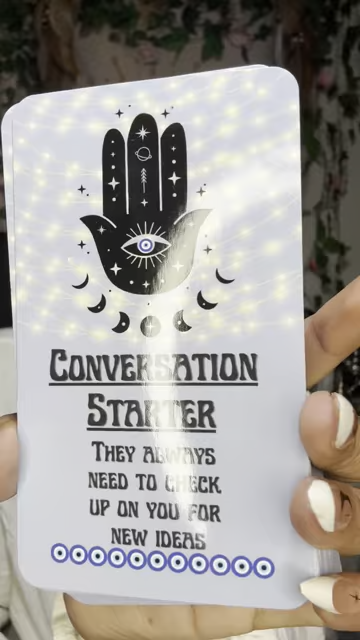 CONVERSATION
STARTER
THEY ALWAYS
NEED TO CHECK
UP ON YOU FOR
NEW IDEAS